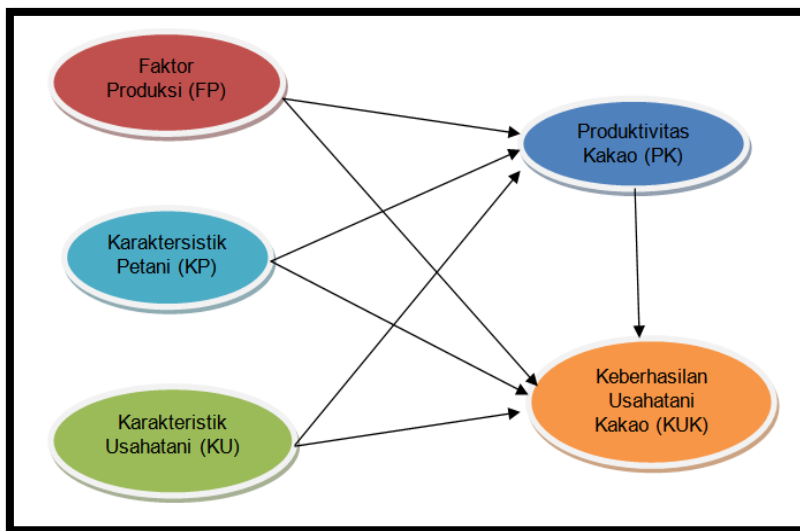 Faktor
Produksi (FP)
Produktivitas
Kakao (PK)
Karaktersistik
Petani (KP)
Karakteristik
Usahatani (KU)
Keberhasilan
Usahatani
Kakao (KUK)